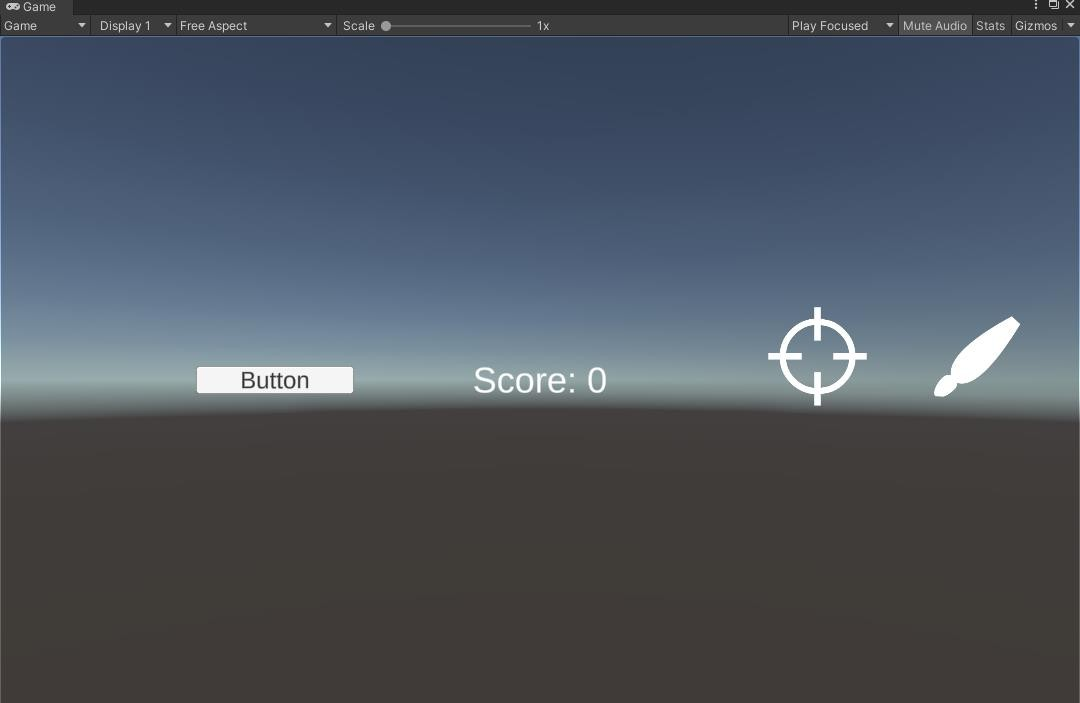 Game
Game Display 1 Free Aspect Scale 1x Play Focused Mute Audio Stats Gizmos
Button Score: 0